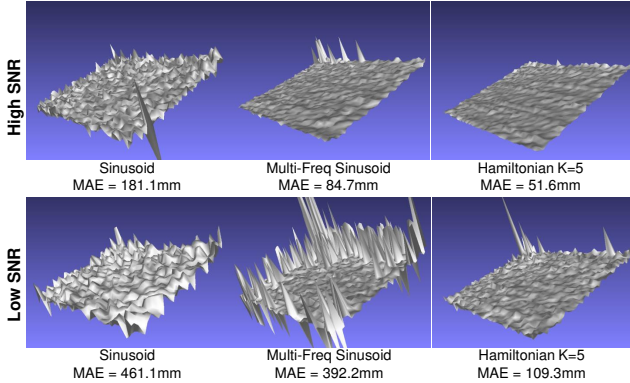 High SNR
Sinusoid
MAE = 181.1mm
Multi-Freq Sinusoid
MAE = 84.7mm
Hamiltonian K=5
MAE = 51.6mm
Low SNR
Sinusoid
MAE = 461.1mm
Multi-Freq Sinusoid
MAE = 392.2mm
Hamiltonian K=5
MAE = 109.3mm